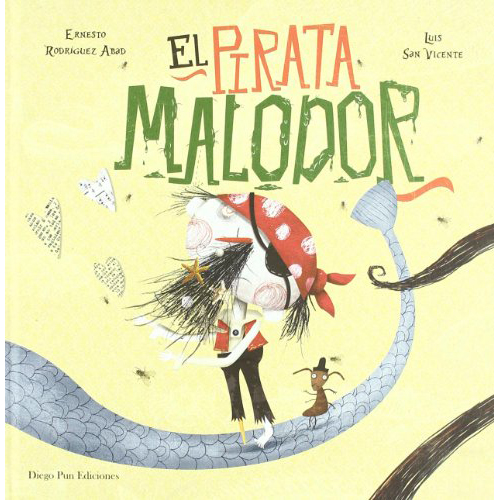 ERNESTO
RODRÍGUEZ ABAD
LUIS
SAN VICENTE
EL PIRATA
MALODOR
Diego Pun Ediciones